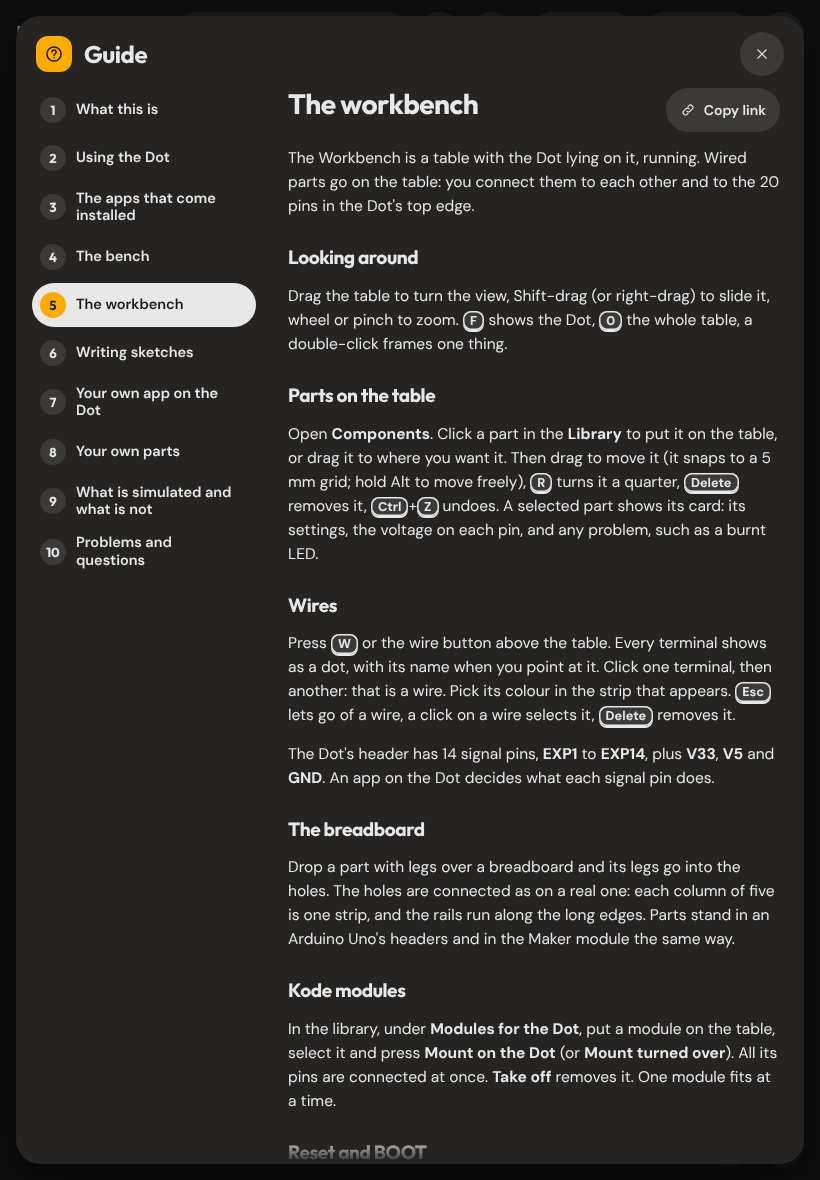 Guide
1 What this is
2 Using the Dot
3 The apps that come
installed
4 The bench
5 The workbench
6 Writing sketches
7 Your own app on the
Dot
8 Your own parts
9 What is simulated and
what is not
10 Problems and
questions
The workbench
Copy link
The Workbench is a table with the Dot lying on it, running. Wired
parts go on the table: you connect them to each other and to the 20
pins in the Dot's top edge.
Looking around
Drag the table to turn the view, Shift-drag (or right-drag) to slide it,
wheel or pinch to zoom. F shows the Dot, O the whole table, a
double-click frames one thing.
Parts on the table
Open Components. Click a part in the Library to put it on the table,
or drag it to where you want it. Then drag to move it (it snaps to a 5
mm grid; hold Alt to move freely), R turns it a quarter, Delete
removes it, Ctrl+Z undoes. A selected part shows its card: its
settings, the voltage on each pin, and any problem, such as a burnt
LED.
Wires
Press W or the wire button above the table. Every terminal shows
as a dot, with its name when you point at it. Click one terminal, then
another: that is a wire. Pick its colour in the strip that appears. Esc
lets go of a wire, a click on a wire selects it, Delete removes it.
The Dot's header has 14 signal pins, EXP1 to EXP14, plus V33, V5 and
GND. An app on the Dot decides what each signal pin does.
The breadboard
Drop a part with legs over a breadboard and its legs go into the
holes. The holes are connected as on a real one: each column of five
is one strip, and the rails run along the long edges. Parts stand in an
Arduino Uno's headers and in the Maker module the same way.
Kode modules
In the library, under Modules for the Dot, put a module on the table,
select it and press Mount on the Dot (or Mount turned over). All its
pins are connected at once. Take off removes it. One module fits at
a time.
Reset and BOOT